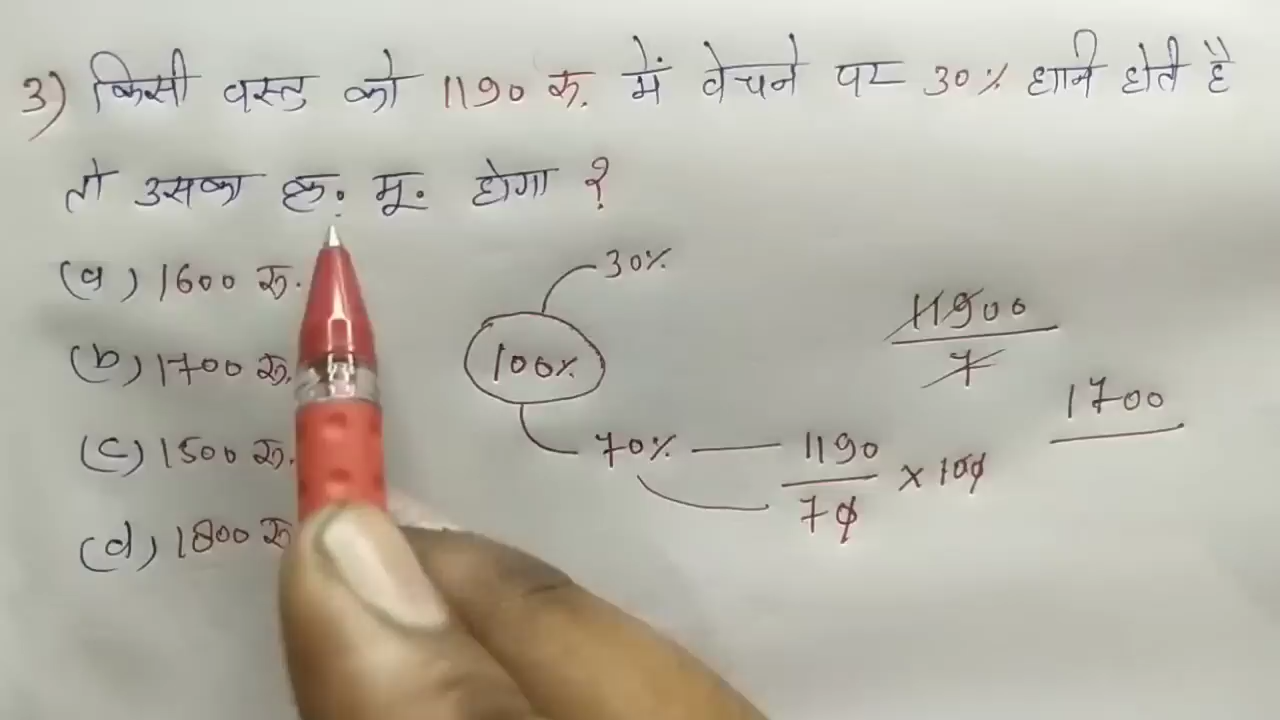 3) किसी वस्तु को 1190 रु. में बेचने पर 30% हानि होती है
तो उसका क्र. मू. होगा ?
(a) 1600 रु.
(b) 1700 रु.
(c) 1500 रु.
(d) 1800 रु
30%
100%
70%
1190
70
× 100
11900
7
1700